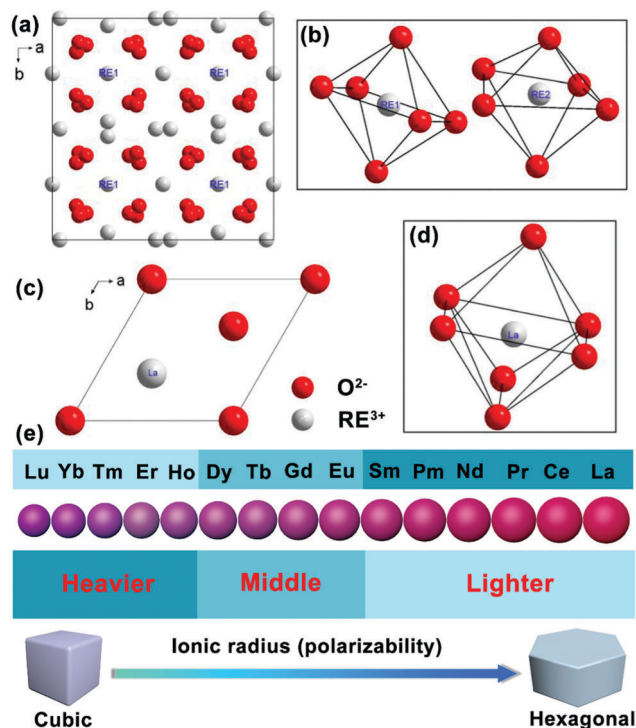 (a)
a
b
RE1 RE1
RE1 RE1
(b)
RE1 RE2
(c)
a
b
La
O²⁻
RE³⁺
(d)
La
(e)
Lu Yb Tm Er Ho Dy Tb Gd Eu Sm Pm Nd Pr Ce La
Heavier Middle Lighter
Ionic radius (polarizability)
Cubic Hexagonal